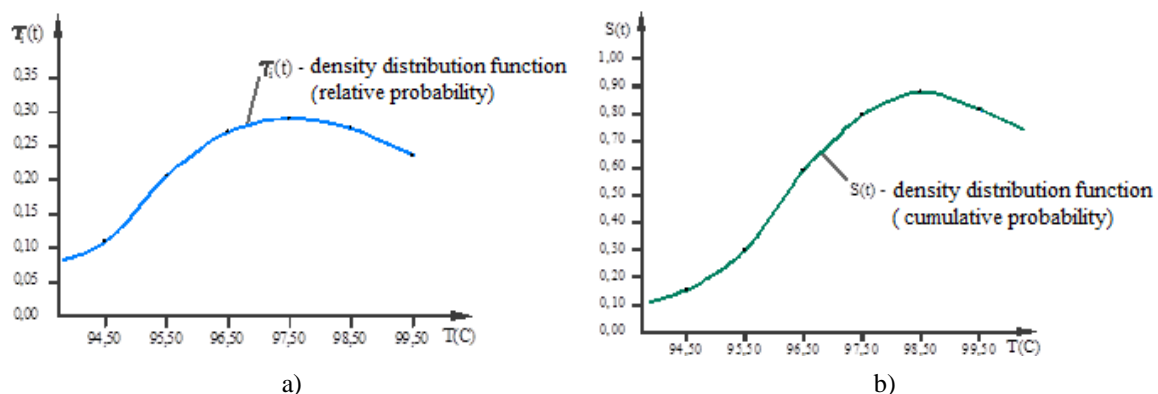 𝜏ᵢ(t)
0,35
0,30
0,25
0,20
0,15
0,10
0,05
0,00
94,50 95,50 96,50 97,50 98,50 99,50 T(C)
𝜏ᵢ(t) - density distribution function
(relative probability)
a)
S(t)
1,00
0,90
0,80
0,70
0,60
0,50
0,40
0,30
0,20
0,10
0,00
94,50 95,50 96,50 97,50 98,50 99,50 T(C)
S(t) - density distribution function
( cumulative probability)
b)